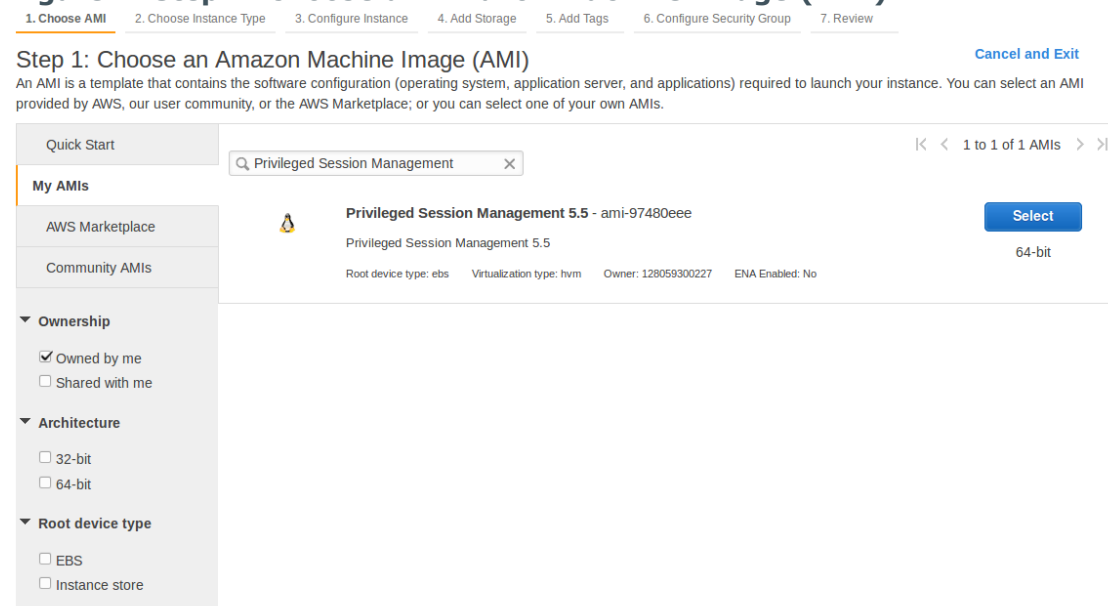 1. Choose AMI 2. Choose Instance Type 3. Configure Instance 4. Add Storage 5. Add Tags 6. Configure Security Group 7. Review
Step 1: Choose an Amazon Machine Image (AMI)
Cancel and Exit
An AMI is a template that contains the software configuration (operating system, application server, and applications) required to launch your instance. You can select an AMI
provided by AWS, our user community, or the AWS Marketplace; or you can select one of your own AMIs.
Quick Start
My AMIs
AWS Marketplace
Community AMIs
Ownership
Owned by me
Shared with me
Architecture
32-bit
64-bit
Root device type
EBS
Instance store
1 to 1 of 1 AMIs
Privileged Session Management
Privileged Session Management 5.5 - ami-97480eee
Select
Privileged Session Management 5.5
64-bit
Root device type: ebs Virtualization type: hvm Owner: 128059300227 ENA Enabled: No